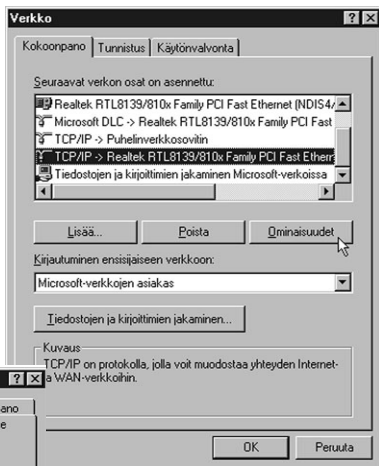 Verkko
Kokoonpano Tunnistus Käytönvalvonta
Seuraavat verkon osat on asennettu:
Realtek RTL8139/810x Family PCI Fast Ethernet (NDIS4/
Microsoft DLC -> Realtek RTL8139/810x Family PCI Fast
TCP/IP -> Puhelinverkkosovitin
TCP/IP -> Realtek RTL8139/810x Family PCI Fast Ethern
Tiedostojen ja kirjoittimien jakaminen Microsoft-verkoissa
Lisää... Poista Ominaisuudet
Kirjautuminen ensisijaiseen verkkoon:
Microsoft-verkkojen asiakas
Tiedostojen ja kirjoittimien jakaminen...
Kuvaus
TCP/IP on protokolla, jolla voit muodostaa yhteyden Internet-
ja WAN-verkkoihin.
ano
e
OK Peruuta